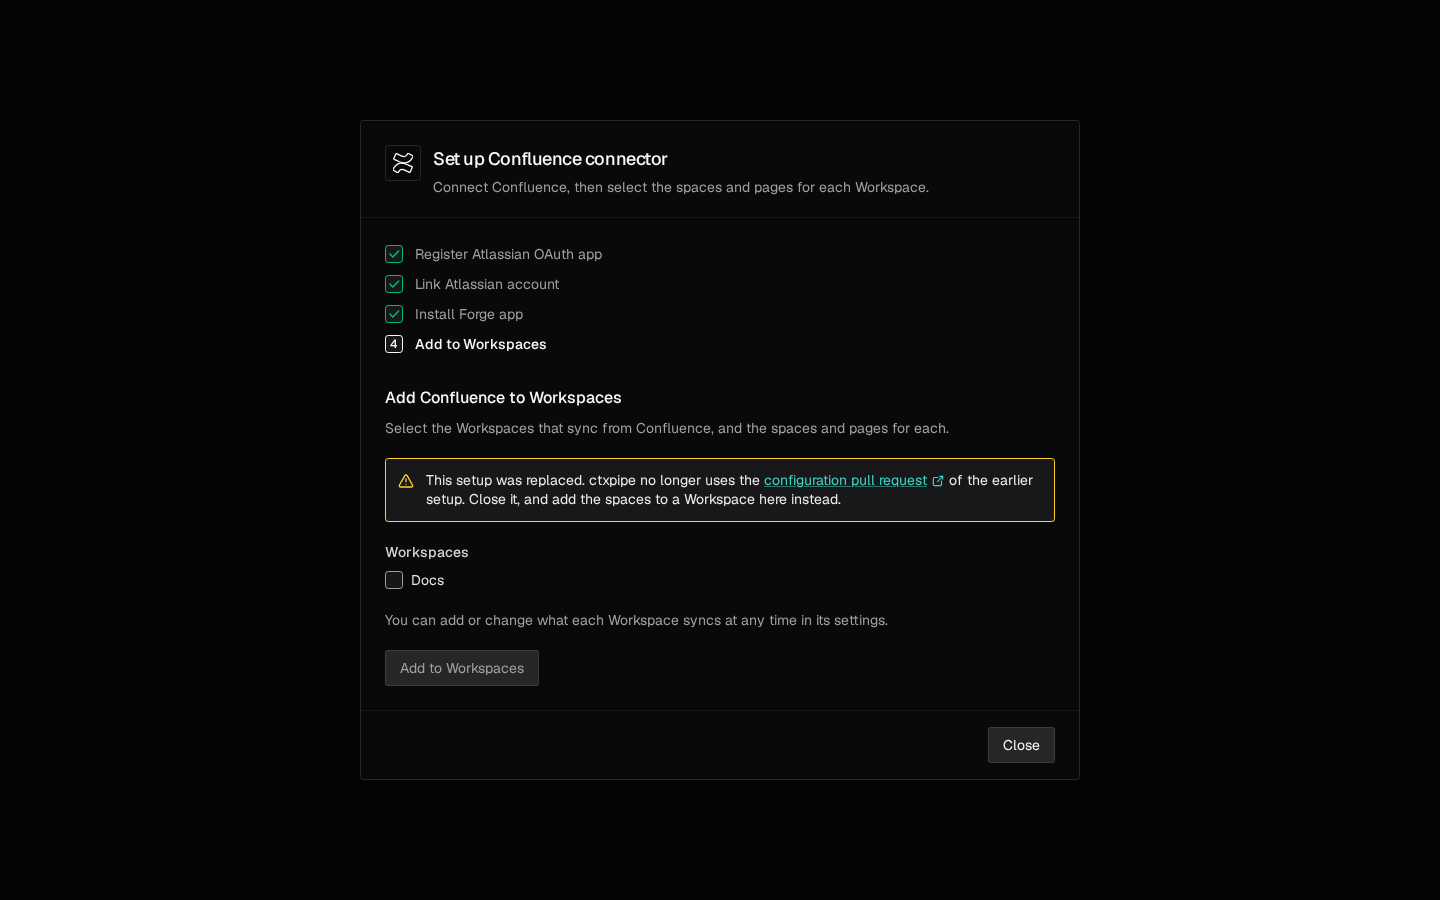 Set up Confluence connector
Connect Confluence, then select the spaces and pages for each Workspace.
Register Atlassian OAuth app
Link Atlassian account
Install Forge app
4 Add to Workspaces
Add Confluence to Workspaces
Select the Workspaces that sync from Confluence, and the spaces and pages for each.
This setup was replaced. ctxpipe no longer uses the configuration pull request of the earlier
setup. Close it, and add the spaces to a Workspace here instead.
Workspaces
Docs
You can add or change what each Workspace syncs at any time in its settings.
Add to Workspaces
Close